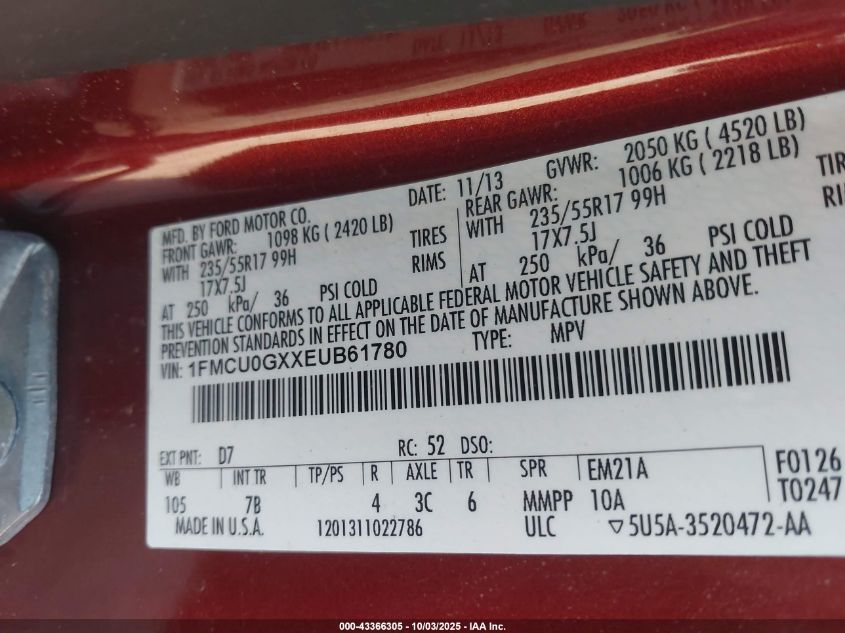 MFD. BY FORD MOTOR CO. DATE: 11/13 GVWR: 2050 KG ( 4520 LB)
FRONT GAWR: 1098 KG ( 2420 LB) REAR GAWR: 1006 KG ( 2218 LB)
WITH 235/55R17 99H TIRES WITH 235/55R17 99H TIR
17X7.5J RIMS 17X7.5J RI
AT 250 kPa/ 36 PSI COLD AT 250 kPa/ 36 PSI COLD
THIS VEHICLE CONFORMS TO ALL APPLICABLE FEDERAL MOTOR VEHICLE SAFETY AND THEFT
PREVENTION STANDARDS IN EFFECT ON THE DATE OF MANUFACTURE SHOWN ABOVE.
VIN: 1FMCU0GXXEUB61780 TYPE: MPV
EXT PNT: D7 RC: 52 DSO:
WB INT TR TP/PS R AXLE TR SPR EM21A F0126
105 7B 4 3C 6 MMPP 10A T0247
MADE IN U.S.A. 1201311022786 ULC ▽5U5A-3520472-AA
000-43366305 - 10/03/2025 - IAA Inc.